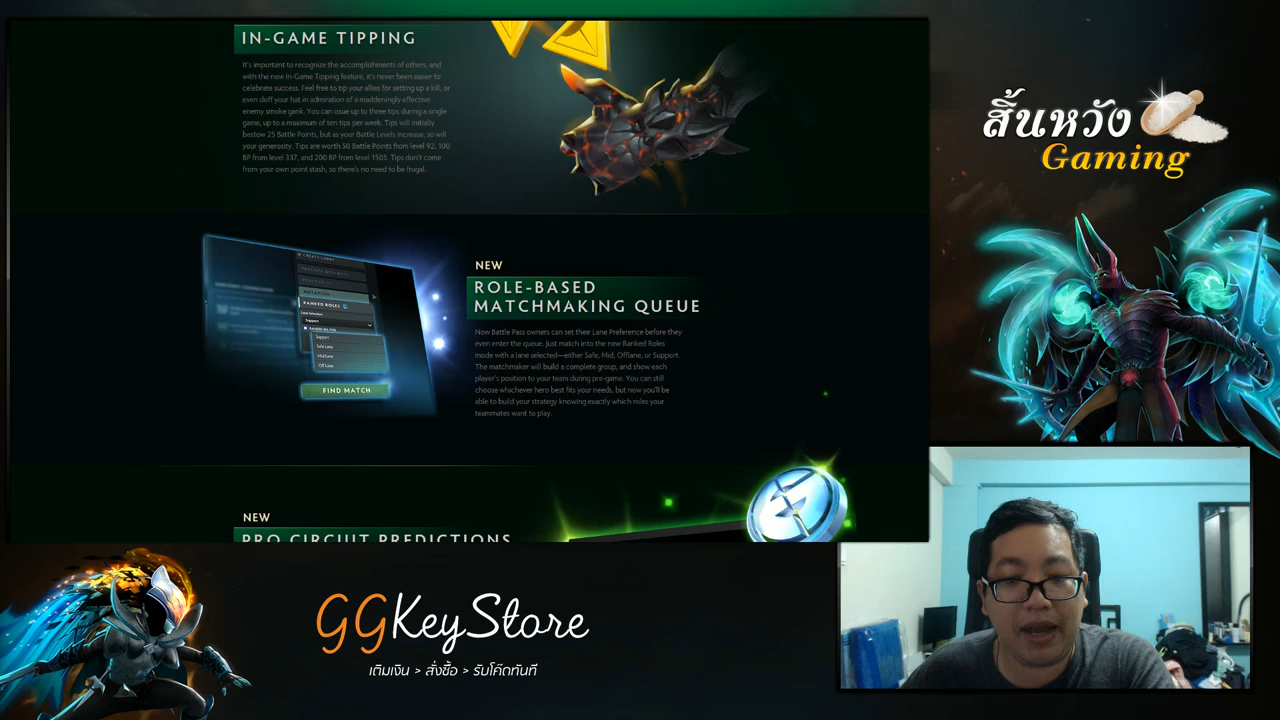 IN-GAME TIPPING
It's important to recognize the accomplishments of others, and
with the new In-Game Tipping feature, it's never been easier to
celebrate success. Feel free to tip your allies for setting up a kill, or
even doff your hat in admiration of a maddeningly effective
enemy smoke gank. You can issue up to three tips during a single
game, up to a maximum of ten tips per week. Tips will initially
bestow 25 Battle Points, but as your Battle Levels increase, so will
your generosity. Tips are worth 50 Battle Points from level 92, 100
BP from level 337, and 200 BP from level 1505. Tips don't come
from your own point stash, so there's no need to be frugal.
สิ้นหวัง
Gaming
CREATE LOBBY
RANKED ROLES
Support
Support
Safe Lane
Mid Lane
Off Lane
FIND MATCH
NEW
ROLE-BASED
MATCHMAKING QUEUE
Now Battle Pass owners can set their Lane Preference before they
even enter the queue. Just match into the new Ranked Roles
mode with a lane selected—either Safe, Mid, Offlane, or Support.
The matchmaker will build a complete group, and show each
player's position to your team during pre-game. You can still
choose whichever hero best fits your needs, but now you'll be
able to build your strategy knowing exactly which roles your
teammates want to play.
NEW
PRO CIRCUIT PREDICTIONS
GGKeyStore
เติมเงิน > สั่งซื้อ > รับโค๊ดทันที